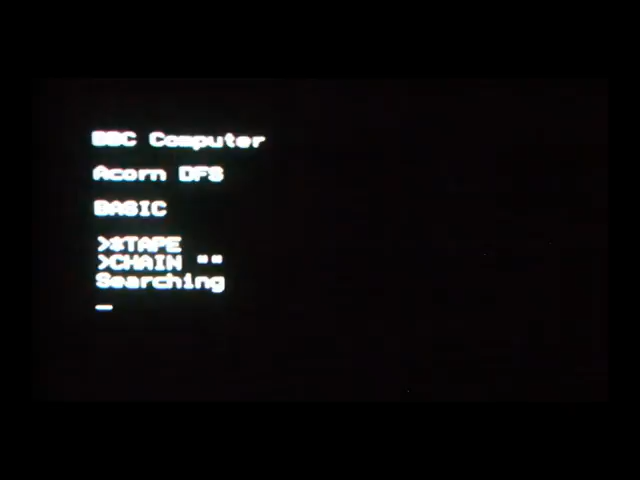 BBC Computer
Acorn DFS
BASIC
>*TAPE
>CHAIN ""
Searching
_